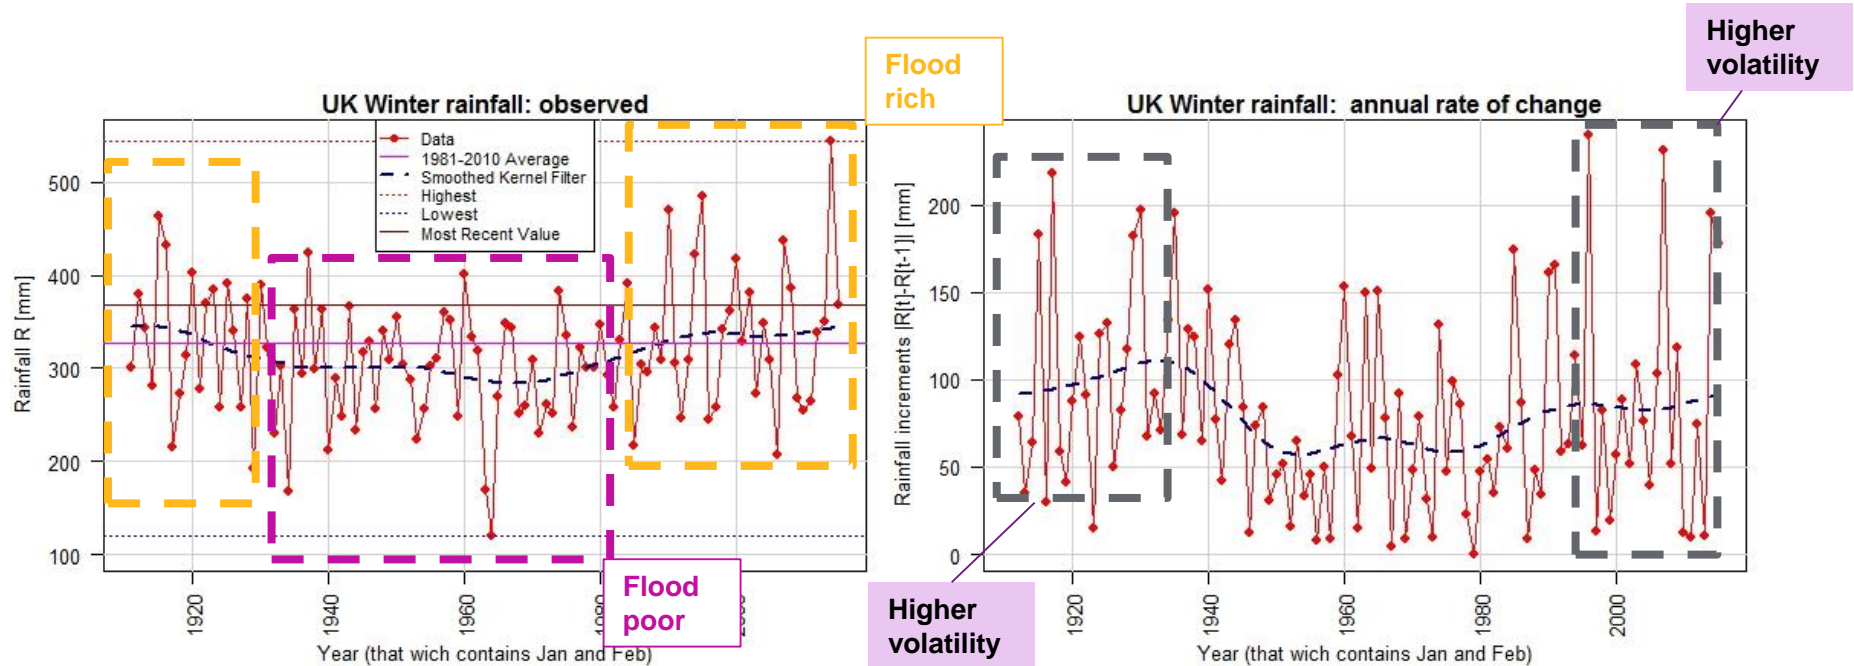 Higher
volatility
Flood
rich
UK Winter rainfall: observed
Data
1981-2010 Average
Smoothed Kernel Filter
Highest
Lowest
Most Recent Value
Rainfall R [mm]
500
400
300
200
100
1920
1940
1960
Year (that wich contains Jan and Feb)
Flood
poor
UK Winter rainfall: annual rate of change
Rainfall increments |R[t]-R[t-1]| [mm]
200
150
100
50
0
1920
1940
1960
1980
2000
Year (that wich contains Jan and Feb)
Higher
volatility